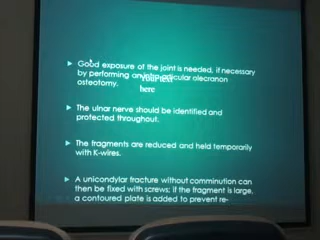 Good exposure of the joint is needed, if necessary
by performing an intra-articular olecranon
osteotomy.
your text
here
The ulnar nerve should be identified and
protected throughout.
The fragments are reduced and held temporarily
with K-wires.
A unicondylar fracture without comminution can
then be fixed with screws; if the fragment is large,
a contoured plate is added to prevent re-